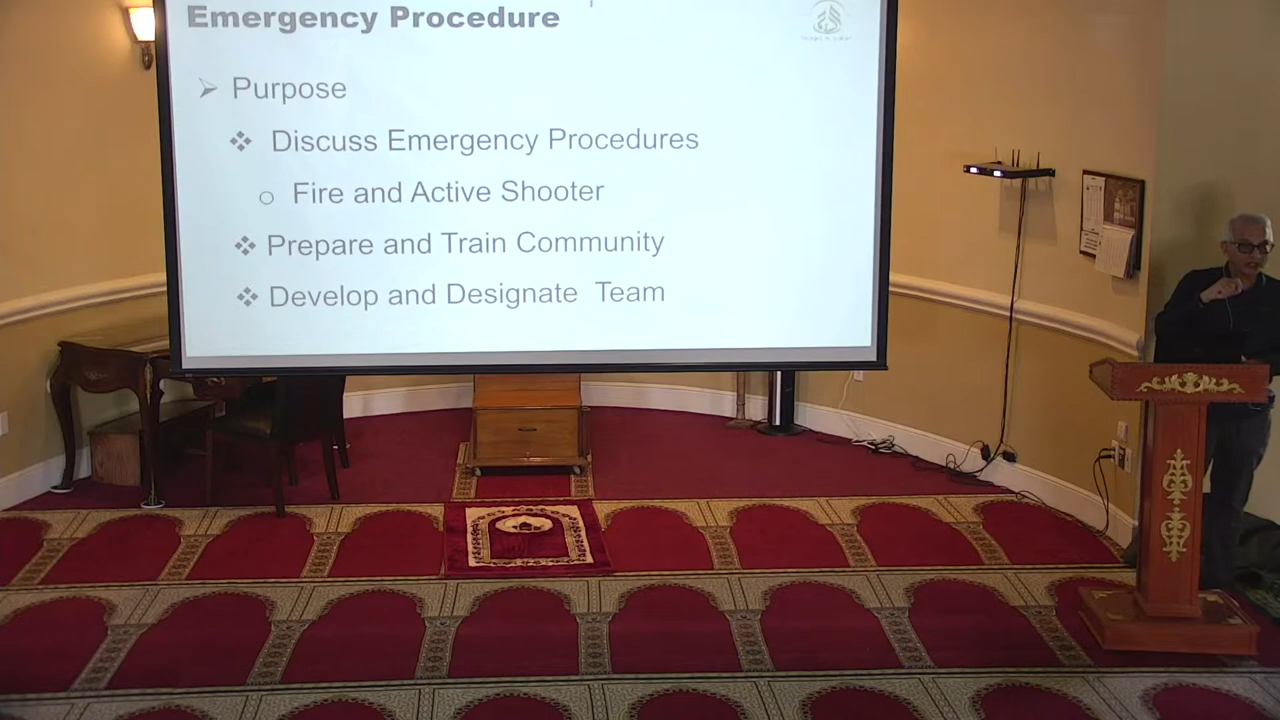 Emergency Procedure
Purpose
Discuss Emergency Procedures
Fire and Active Shooter
Prepare and Train Community
Develop and Designate Team